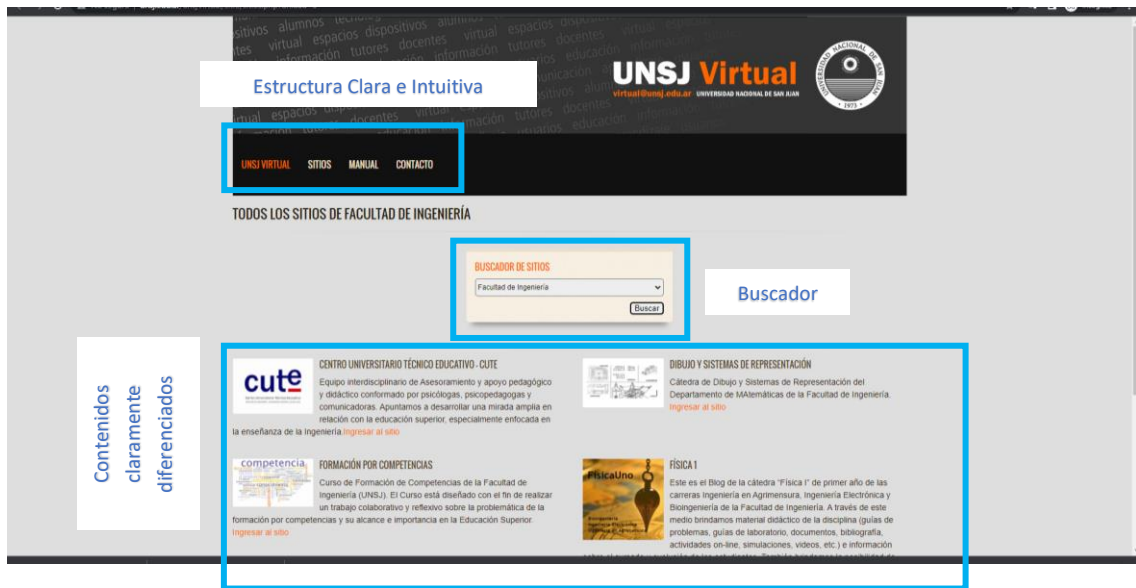 Estructura Clara e Intuitiva
UNSJ Virtual
virtual@unsj.edu.ar UNIVERSIDAD NACIONAL DE SAN JUAN
UNSJ VIRTUAL SITIOS MANUAL CONTACTO
TODOS LOS SITIOS DE FACULTAD DE INGENIERÍA
BUSCADOR DE SITIOS
Facultad de Ingeniería
Buscar
Buscador
Contenidos
claramente
diferenciados
cute
CENTRO UNIVERSITARIO TÉCNICO EDUCATIVO - CUTE
Equipo interdisciplinario de Asesoramiento y apoyo pedagógico
y didáctico conformado por psicólogas, psicopedagogas y
comunicadoras. Apuntamos a desarrollar una mirada amplia en
relación con la educación superior, especialmente enfocada en
la enseñanza de la Ingeniería.Ingresar al sitio
DIBUJO Y SISTEMAS DE REPRESENTACIÓN
Cátedra de Dibujo y Sistemas de Representación del
Departamento de MAtemáticas de la Facultad de Ingeniería.
Ingresar al sitio
competencia
FORMACIÓN POR COMPETENCIAS
Curso de Formación de Competencias de la Facultad de
Ingeniería (UNSJ). El Curso está diseñado con el fin de realizar
un trabajo colaborativo y reflexivo sobre la problemática de la
formación por competencias y su alcance e importancia en la Educación Superior.
Ingresar al sitio
FísicaUno
FÍSICA 1
Este es el Blog de la cátedra "Física I" de primer año de las
carreras Ingeniería en Agrimensura, Ingeniería Electrónica y
Bioingeniería de la Facultad de Ingeniería. A través de este
medio brindamos material didáctico de la disciplina (guías de
problemas, guías de laboratorio, documentos, bibliografía,
actividades on-line, simulaciones, videos, etc.) e información